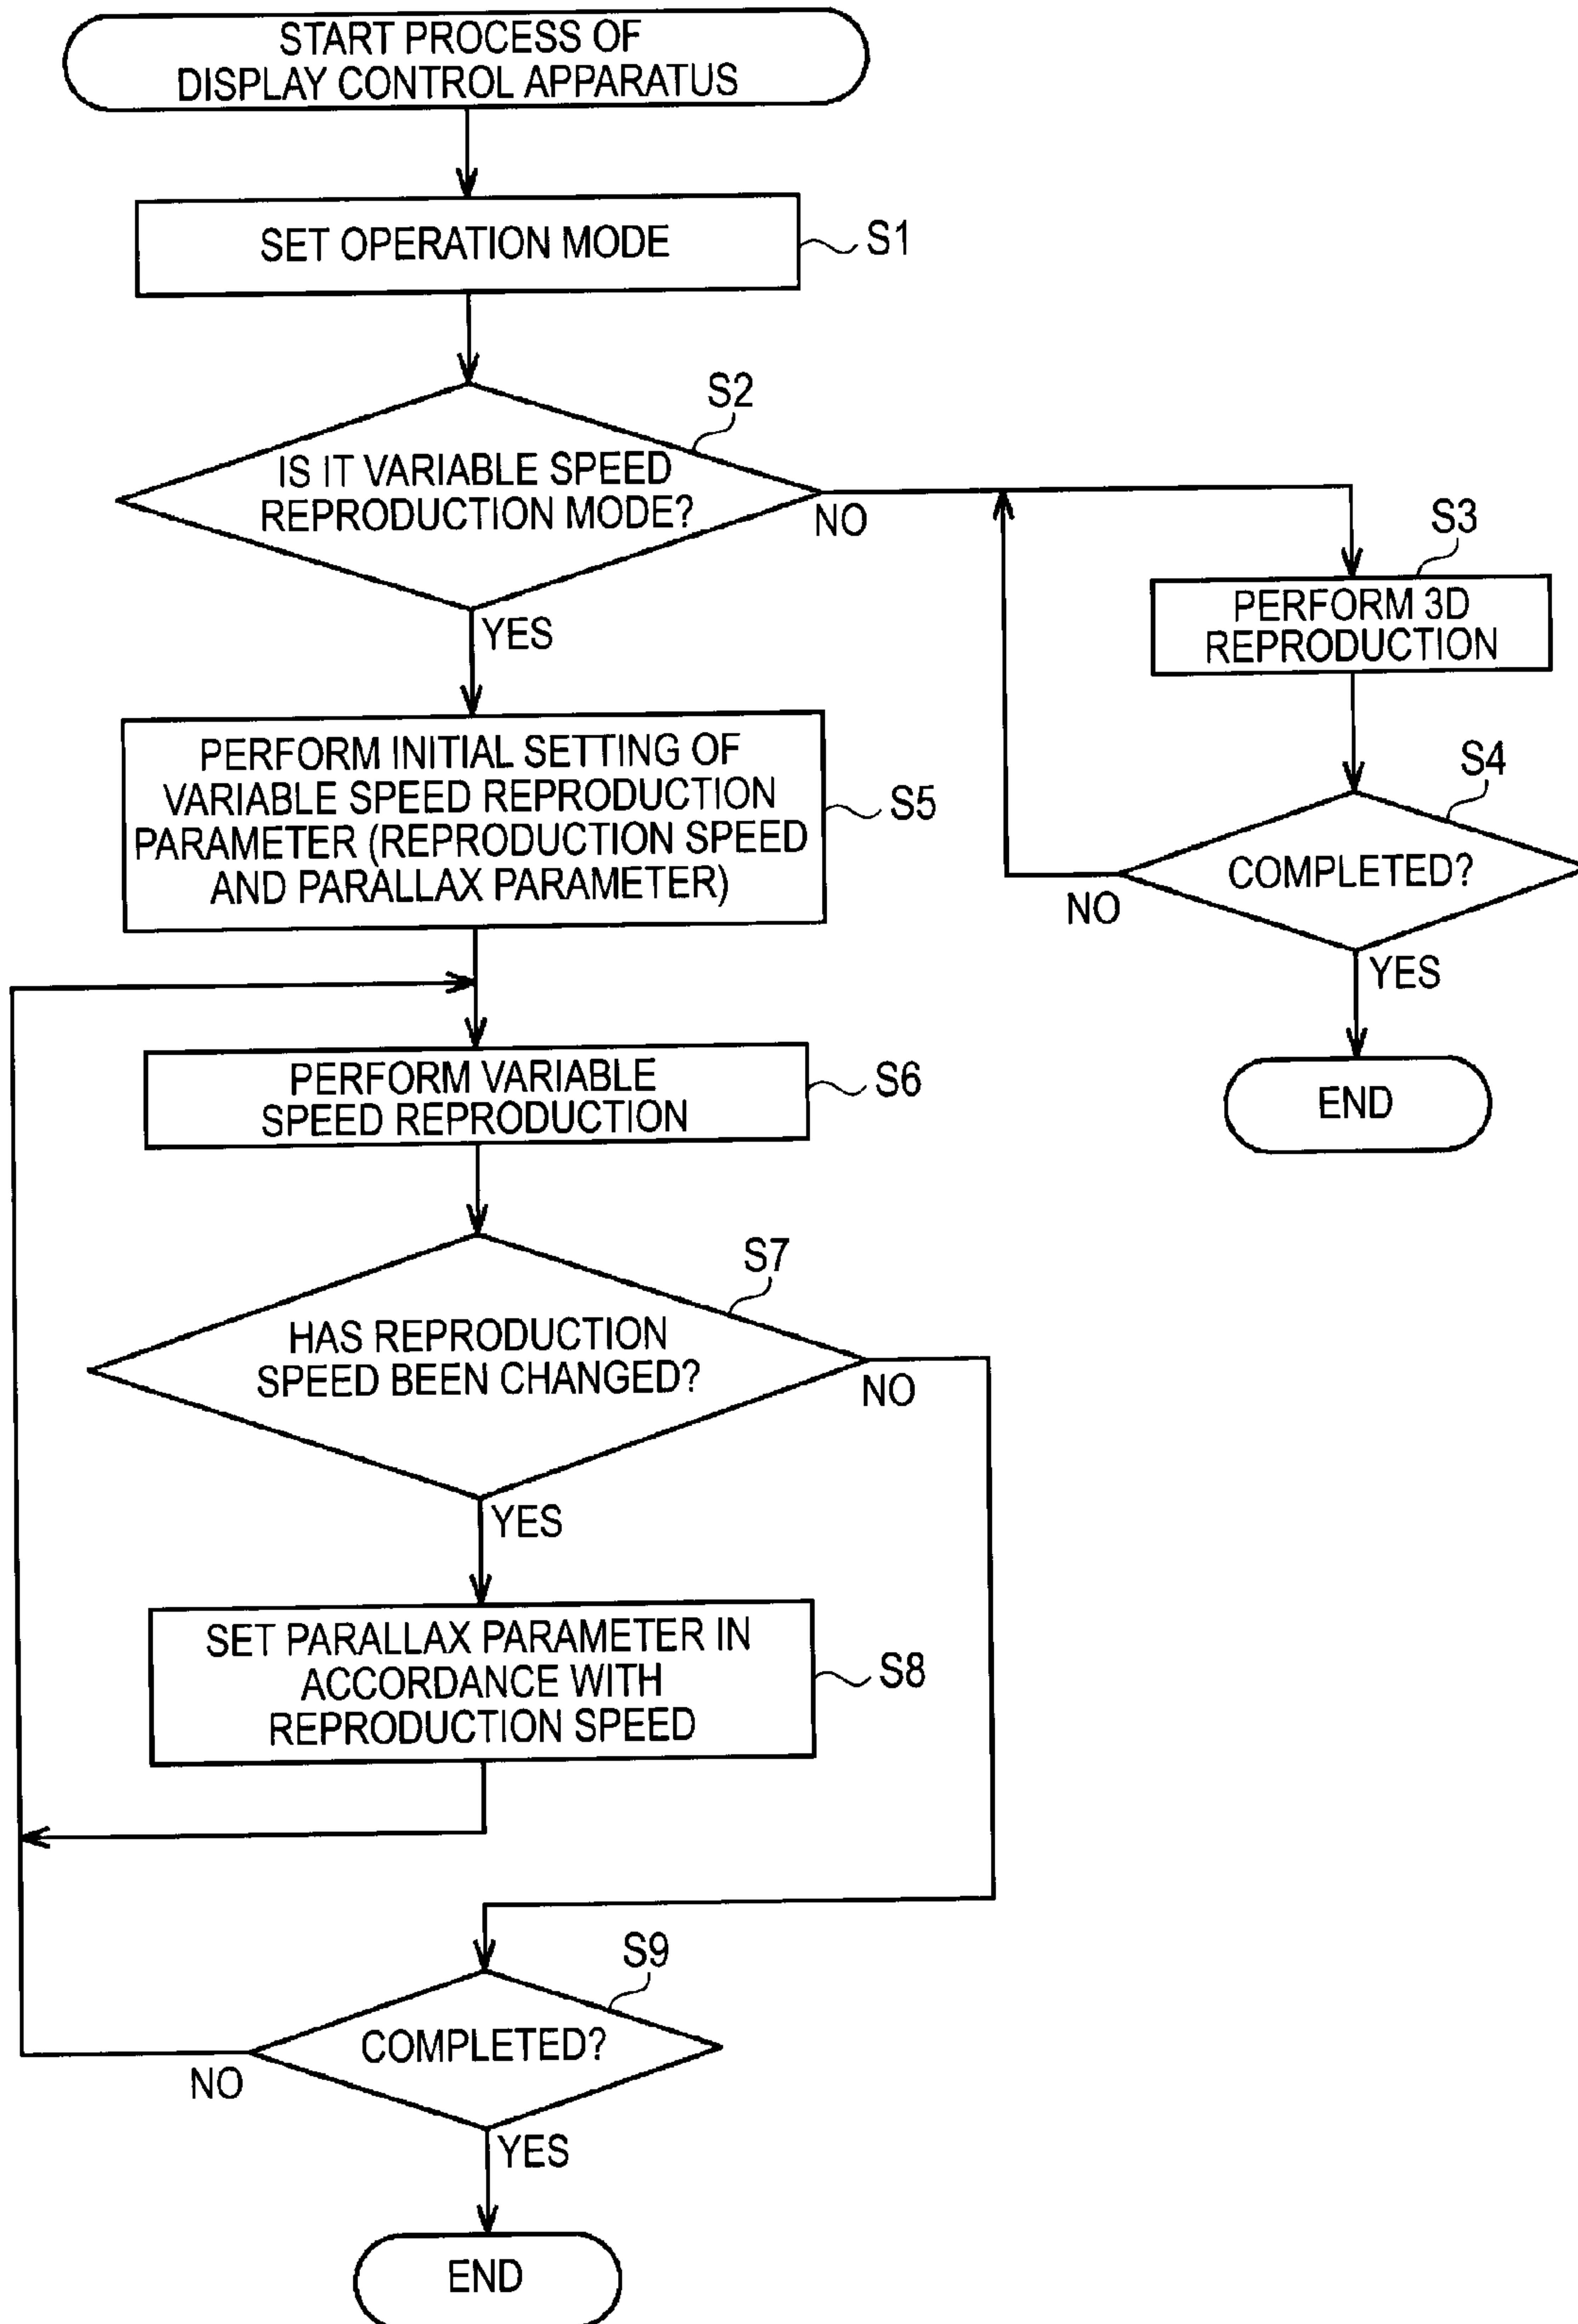 START PROCESS OF
DISPLAY CONTROL APPARATUS
SET OPERATION MODE
S1
S2
IS IT VARIABLE SPEED
REPRODUCTION MODE?
NO
YES
S3
PERFORM 3D
REPRODUCTION
S4
COMPLETED?
NO
YES
END
PERFORM INITIAL SETTING OF
VARIABLE SPEED REPRODUCTION
PARAMETER (REPRODUCTION SPEED
AND PARALLAX PARAMETER)
S5
PERFORM VARIABLE
SPEED REPRODUCTION
S6
S7
HAS REPRODUCTION
SPEED BEEN CHANGED?
NO
YES
SET PARALLAX PARAMETER IN
ACCORDANCE WITH
REPRODUCTION SPEED
S8
S9
COMPLETED?
NO
YES
END